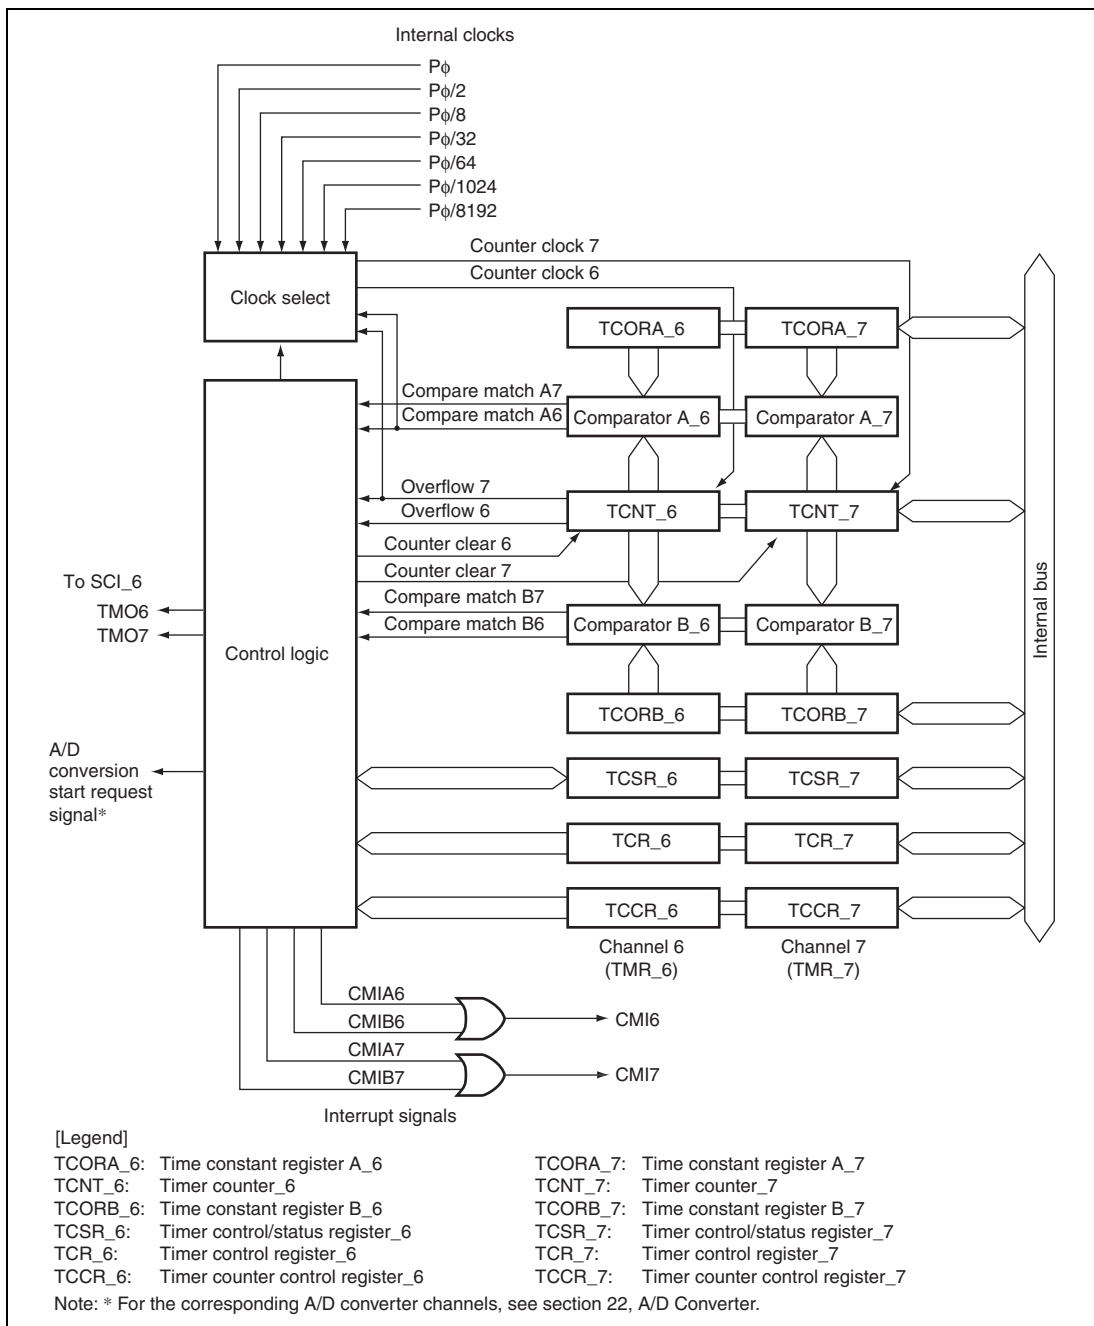 Internal clocks
Pϕ
Pϕ/2
Pϕ/8
Pϕ/32
Pϕ/64
Pϕ/1024
Pϕ/8192
Counter clock 7
Counter clock 6
Clock select
TCORA_6
TCORA_7
Compare match A7
Compare match A6
Comparator A_6
Comparator A_7
Overflow 7
Overflow 6
TCNT_6
TCNT_7
Counter clear 6
Counter clear 7
To SCI_6
TMO6
TMO7
Compare match B7
Compare match B6
Comparator B_6
Comparator B_7
Control logic
Internal bus
TCORB_6
TCORB_7
A/D
conversion
start request
signal*
TCSR_6
TCSR_7
TCR_6
TCR_7
TCCR_6
TCCR_7
Channel 6
(TMR_6)
Channel 7
(TMR_7)
CMIA6
CMIB6
CMI6
CMIA7
CMIB7
CMI7
Interrupt signals
[Legend]
TCORA_6: Time constant register A_6
TCORA_7: Time constant register A_7
TCNT_6: Timer counter_6
TCNT_7: Timer counter_7
TCORB_6: Time constant register B_6
TCORB_7: Time constant register B_7
TCSR_6: Timer control/status register_6
TCSR_7: Timer control/status register_7
TCR_6: Timer control register_6
TCR_7: Timer control register_7
TCCR_6: Timer counter control register_6
TCCR_7: Timer counter control register_7
Note: * For the corresponding A/D converter channels, see section 22, A/D Converter.